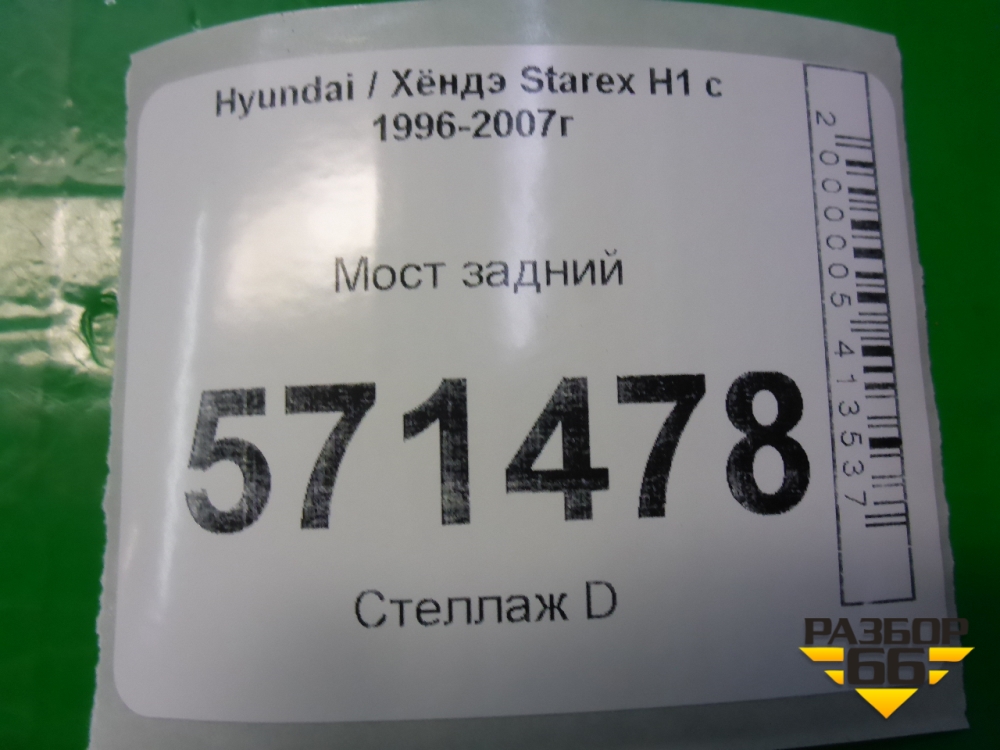 Hyundai / Хёндэ Starex H1 с
1996-2007г
Мост задний
571478
Стеллаж D
2000005413537
РАЗБОР
66